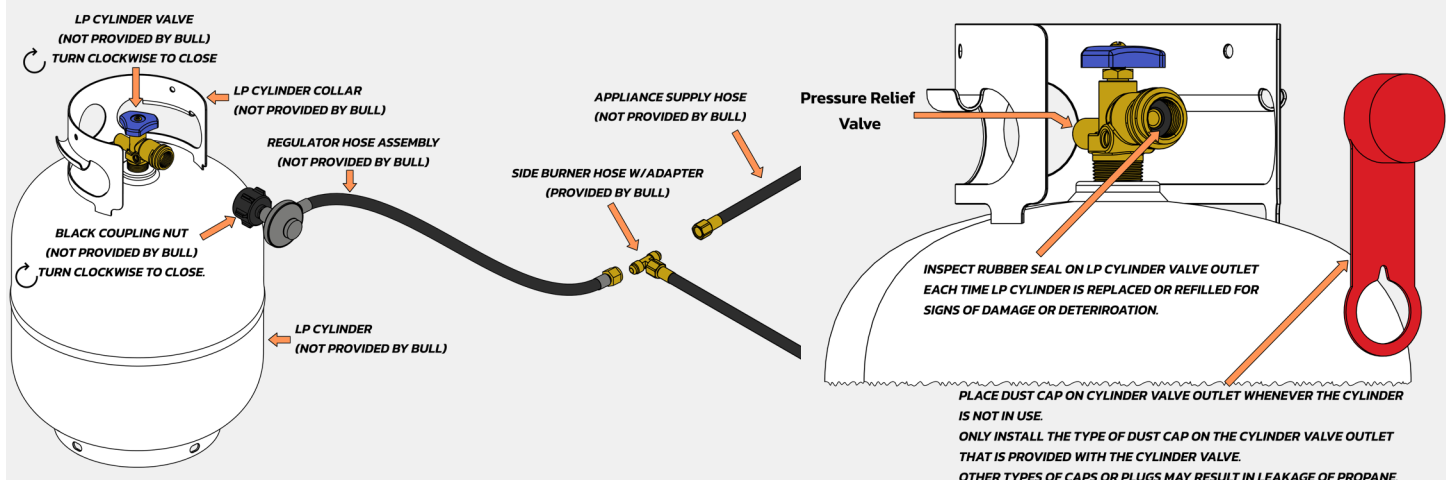 LP CYLINDER VALVE
(NOT PROVIDED BY BULL)
TURN CLOCKWISE TO CLOSE
LP CYLINDER COLLAR
(NOT PROVIDED BY BULL)
REGULATOR HOSE ASSEMBLY
(NOT PROVIDED BY BULL)
BLACK COUPLING NUT
(NOT PROVIDED BY BULL)
TURN CLOCKWISE TO CLOSE.
LP CYLINDER
(NOT PROVIDED BY BULL)
APPLIANCE SUPPLY HOSE
(NOT PROVIDED BY BULL)
SIDE BURNER HOSE W/ADAPTER
(PROVIDED BY BULL)
Pressure Relief
Valve
INSPECT RUBBER SEAL ON LP CYLINDER VALVE OUTLET
EACH TIME LP CYLINDER IS REPLACED OR REFILLED FOR
SIGNS OF DAMAGE OR DETERIROATION.
PLACE DUST CAP ON CYLINDER VALVE OUTLET WHENEVER THE CYLINDER
IS NOT IN USE.
ONLY INSTALL THE TYPE OF DUST CAP ON THE CYLINDER VALVE OUTLET
THAT IS PROVIDED WITH THE CYLINDER VALVE.
OTHER TYPES OF CAPS OR PLUGS MAY RESULT IN LEAKAGE OF PROPANE.